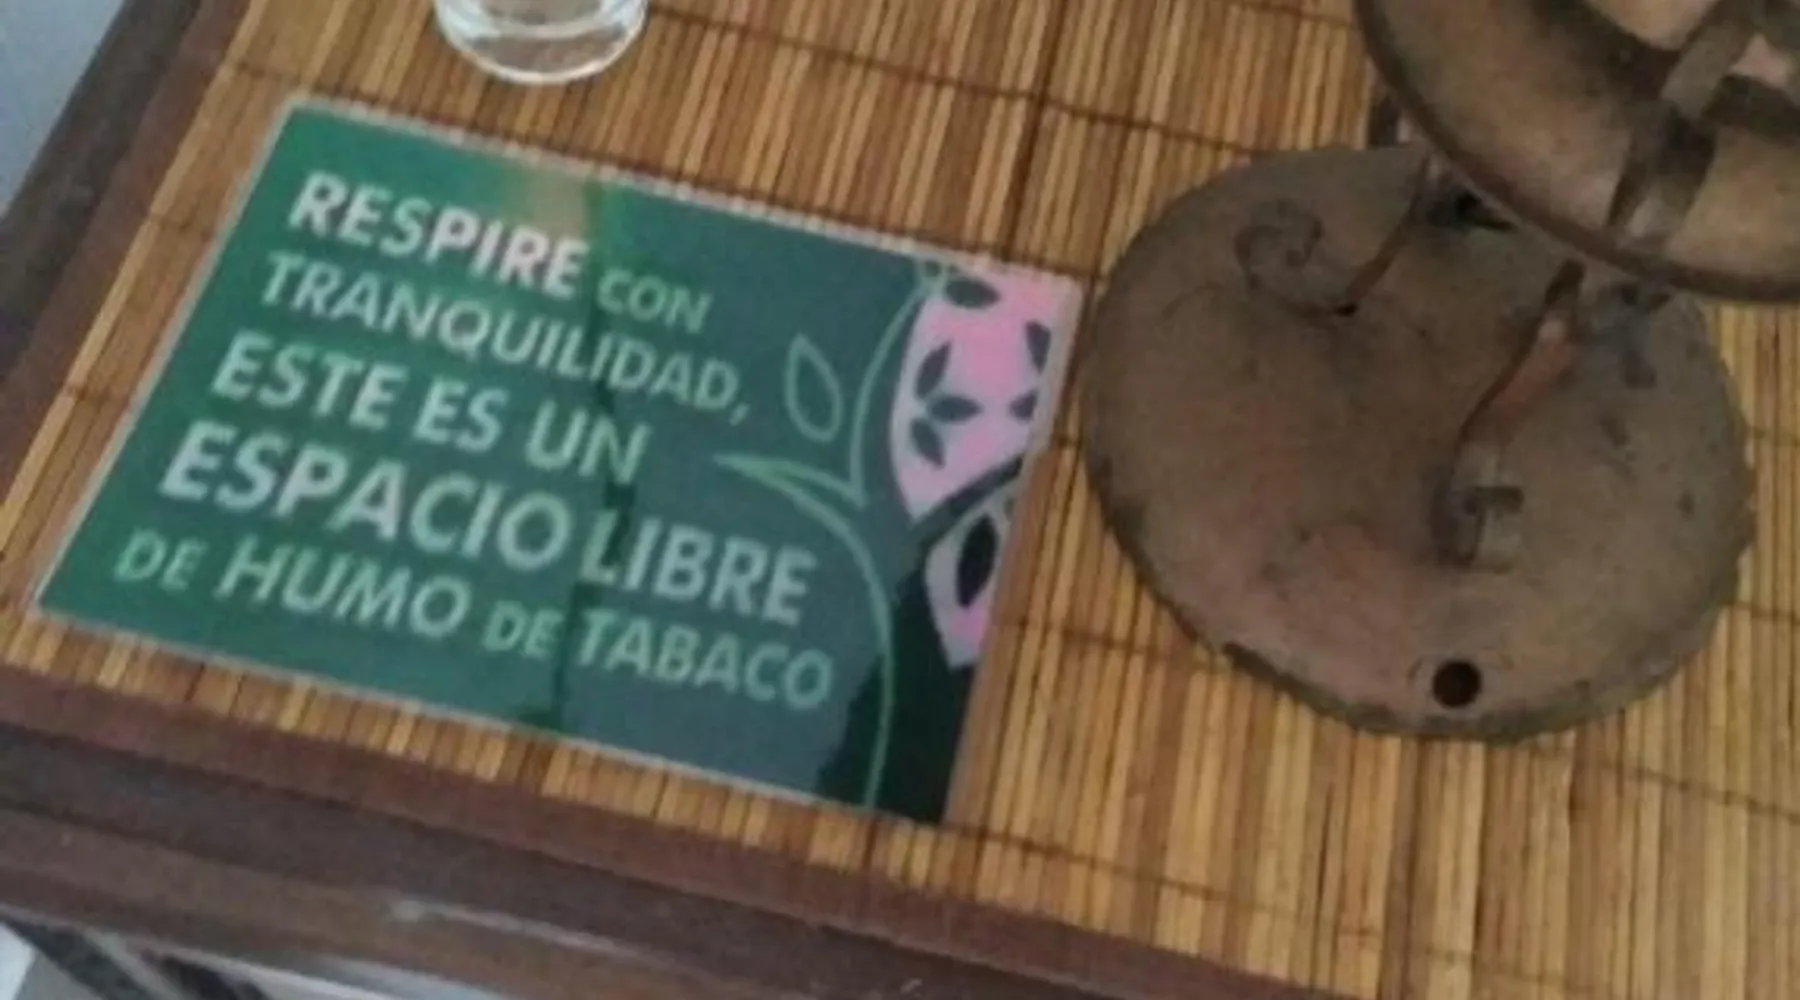 RESPIRE CON
TRANQUILIDAD,
ESTE ES UN
ESPACIO LIBRE
DE HUMO DE TABACO